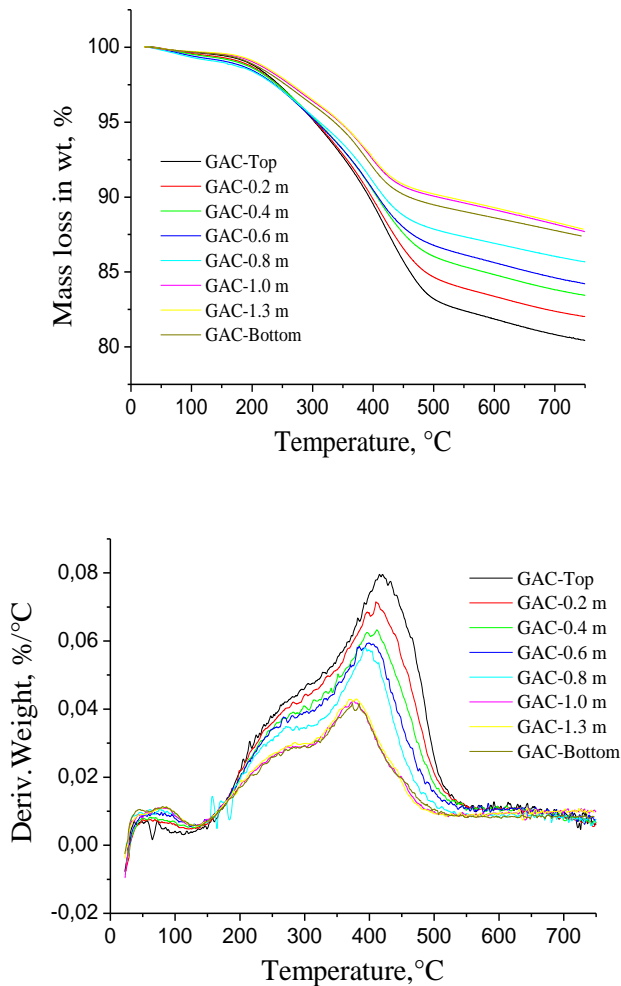 100
95
90
85
80
Mass loss in wt, %
GAC-Top
GAC-0.2 m
GAC-0.4 m
GAC-0.6 m
GAC-0.8 m
GAC-1.0 m
GAC-1.3 m
GAC-Bottom
0 100 200 300 400 500 600 700
Temperature, °C
0,08
0,06
0,04
0,02
0,00
-0,02
Deriv.Weight, %/°C
GAC-Top
GAC-0.2 m
GAC-0.4 m
GAC-0.6 m
GAC-0.8 m
GAC-1.0 m
GAC-1.3 m
GAC-Bottom
0 100 200 300 400 500 600 700
Temperature,°C